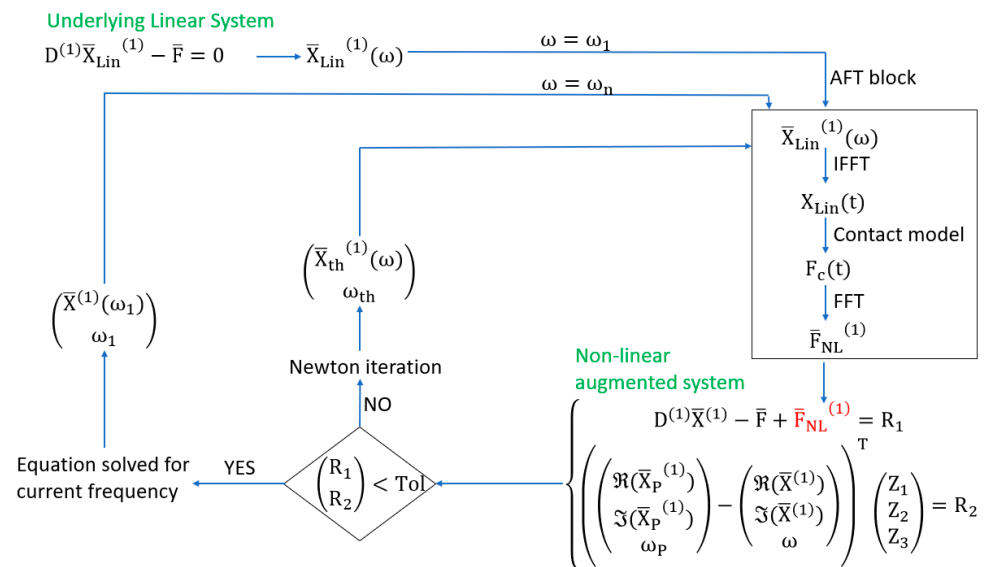 Underlying Linear System
D⁽¹⁾X̅_Lin⁽¹⁾ − F̅ = 0
X̅_Lin⁽¹⁾(ω)
ω = ω₁
AFT block
ω = ωₙ
X̅_Lin⁽¹⁾(ω)
IFFT
X_Lin(t)
Contact model
F_c(t)
FFT
F̅_NL⁽¹⁾
(X̅_th⁽¹⁾(ω)
ω_th)
(X̅⁽¹⁾(ω₁)
ω₁)
Newton iteration
NO
Non-linear
augmented system
D⁽¹⁾X̅⁽¹⁾ − F̅ + F̅_NL⁽¹⁾ = R₁
((ℜ(X̅_P⁽¹⁾) ℑ(X̅_P⁽¹⁾) ω_P) − (ℜ(X̅⁽¹⁾) ℑ(X̅⁽¹⁾) ω))ᵀ (Z₁ Z₂ Z₃) = R₂
(R₁ R₂) < Tol
YES
Equation solved for
current frequency